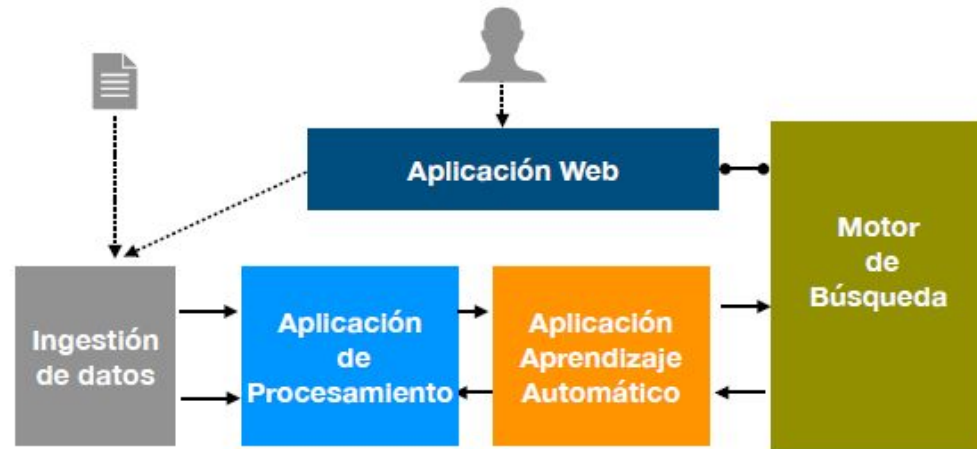 Aplicación Web
Motor
de
Búsqueda
Ingestión
de datos
Aplicación
de
Procesamiento
Aplicación
Aprendizaje
Automático